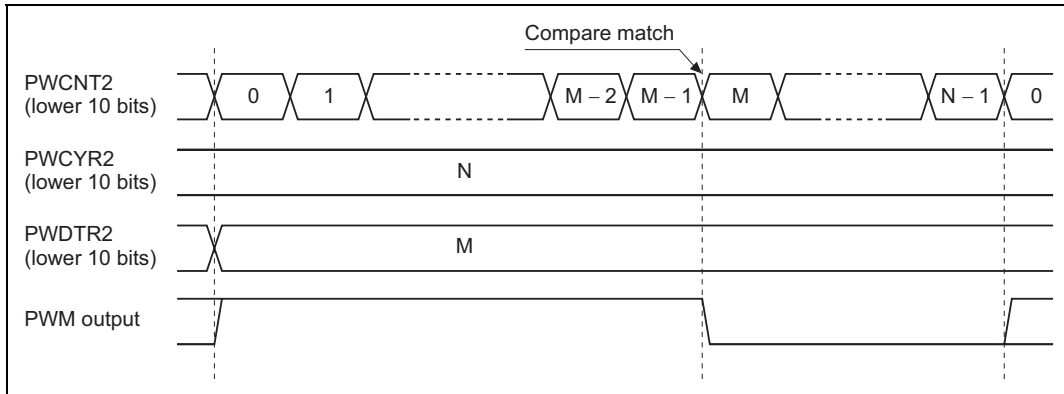 Compare match
PWCNT2
(lower 10 bits)
0 1 M – 2 M – 1 M N – 1 0
PWCYR2
(lower 10 bits)
N
PWDTR2
(lower 10 bits)
M
PWM output